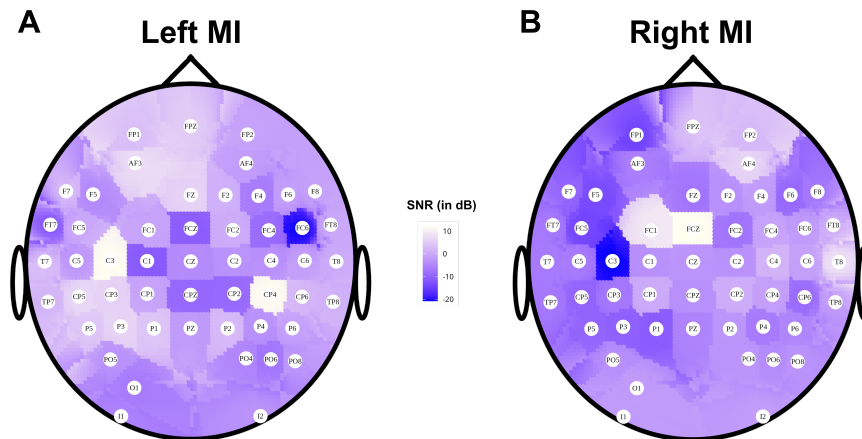 A
Left MI
B
Right MI
FPZ
FP1
FP2
AF3
AF4
F7
F5
FZ
F2
F4
F6
F8
FT7
FC5
FC1
FCZ
FC2
FC4
FC6
FT8
T7
C5
C3
C1
CZ
C2
C4
C6
T8
TP7
CP5
CP3
CP1
CPZ
CP2
CP4
CP6
TP8
P5
P3
P1
PZ
P2
P4
P6
PO5
PO4
PO6
PO8
O1
I1
I2
SNR (in dB)
10
0
-10
-20
FPZ
FP1
FP2
AF3
AF4
F7
F5
FZ
F2
F4
F6
F8
FT7
FC5
FC1
FCZ
FC2
FC4
FC6
FT8
T7
C5
C3
C1
CZ
C2
C4
C6
T8
TP7
CP5
CP3
CP1
CPZ
CP2
CP4
CP6
TP8
P5
P3
P1
PZ
P2
P4
P6
PO5
PO4
PO6
PO8
O1
I1
I2